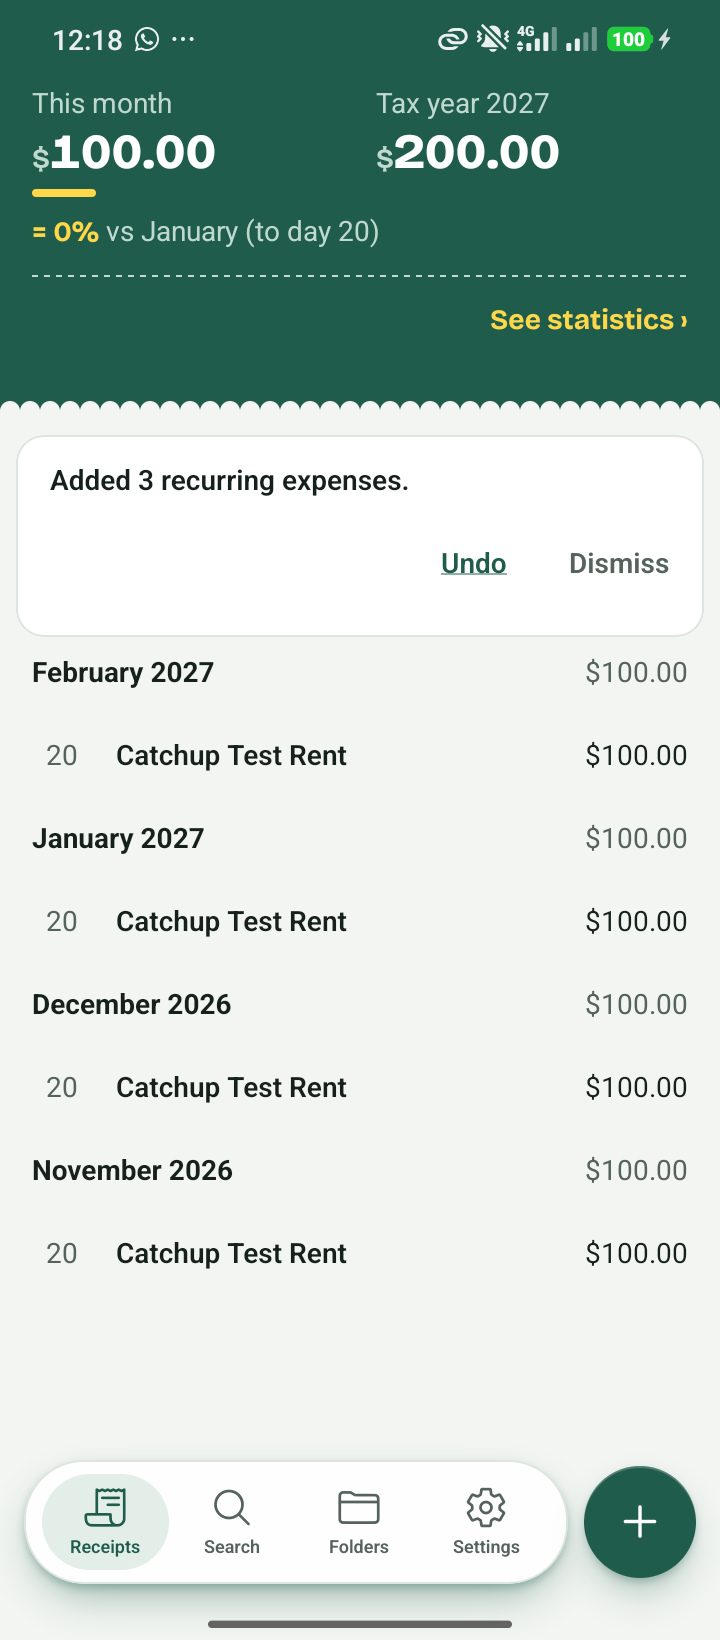 12:18
4G
100
This month
Tax year 2027
$100.00
$200.00
= 0% vs January (to day 20)
See statistics ›
Added 3 recurring expenses.
Undo
Dismiss
February 2027 $100.00
20 Catchup Test Rent $100.00
January 2027 $100.00
20 Catchup Test Rent $100.00
December 2026 $100.00
20 Catchup Test Rent $100.00
November 2026 $100.00
20 Catchup Test Rent $100.00
Receipts
Search
Folders
Settings